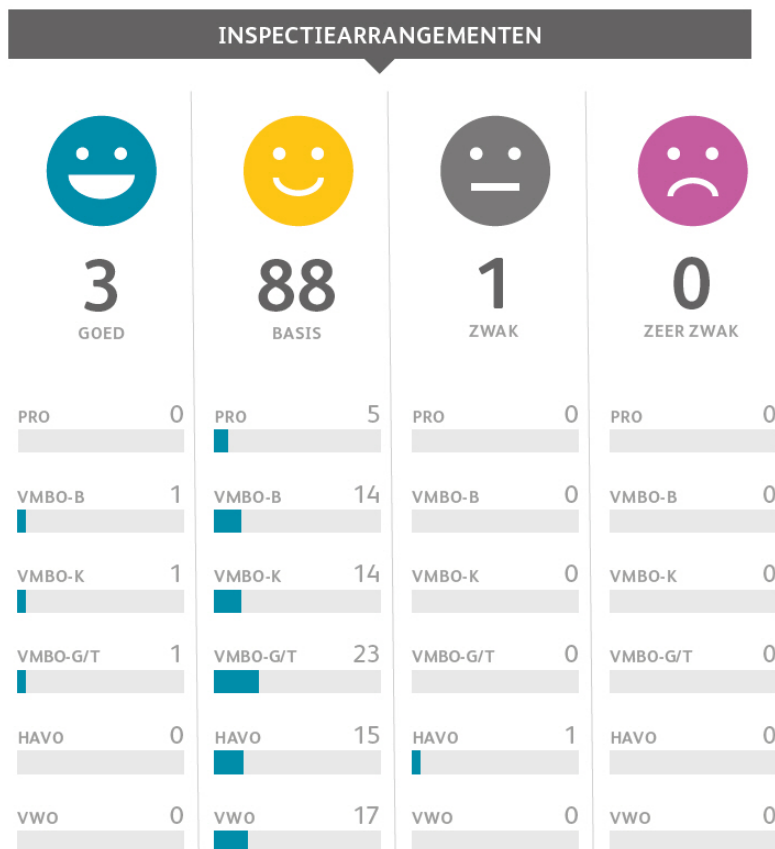 INSPECTIEARRANGEMENTEN
3 88 1 0
GOED BASIS ZWAK ZEER ZWAK
PRO 0 PRO 5 PRO 0 PRO 0
VMBO-B 1 VMBO-B 14 VMBO-B 0 VMBO-B 0
VMBO-K 1 VMBO-K 14 VMBO-K 0 VMBO-K 0
VMBO-G/T 1 VMBO-G/T 23 VMBO-G/T 0 VMBO-G/T 0
HAVO 0 HAVO 15 HAVO 1 HAVO 0
VWO 0 VWO 17 VWO 0 VWO 0